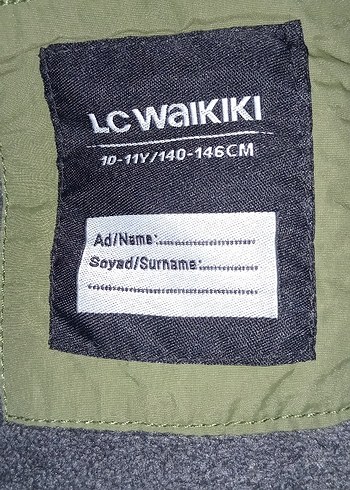 LC WAIKIKI
10-11Y/140-146CM
Ad/Name:....................
Soyad/Surname:............
........................................